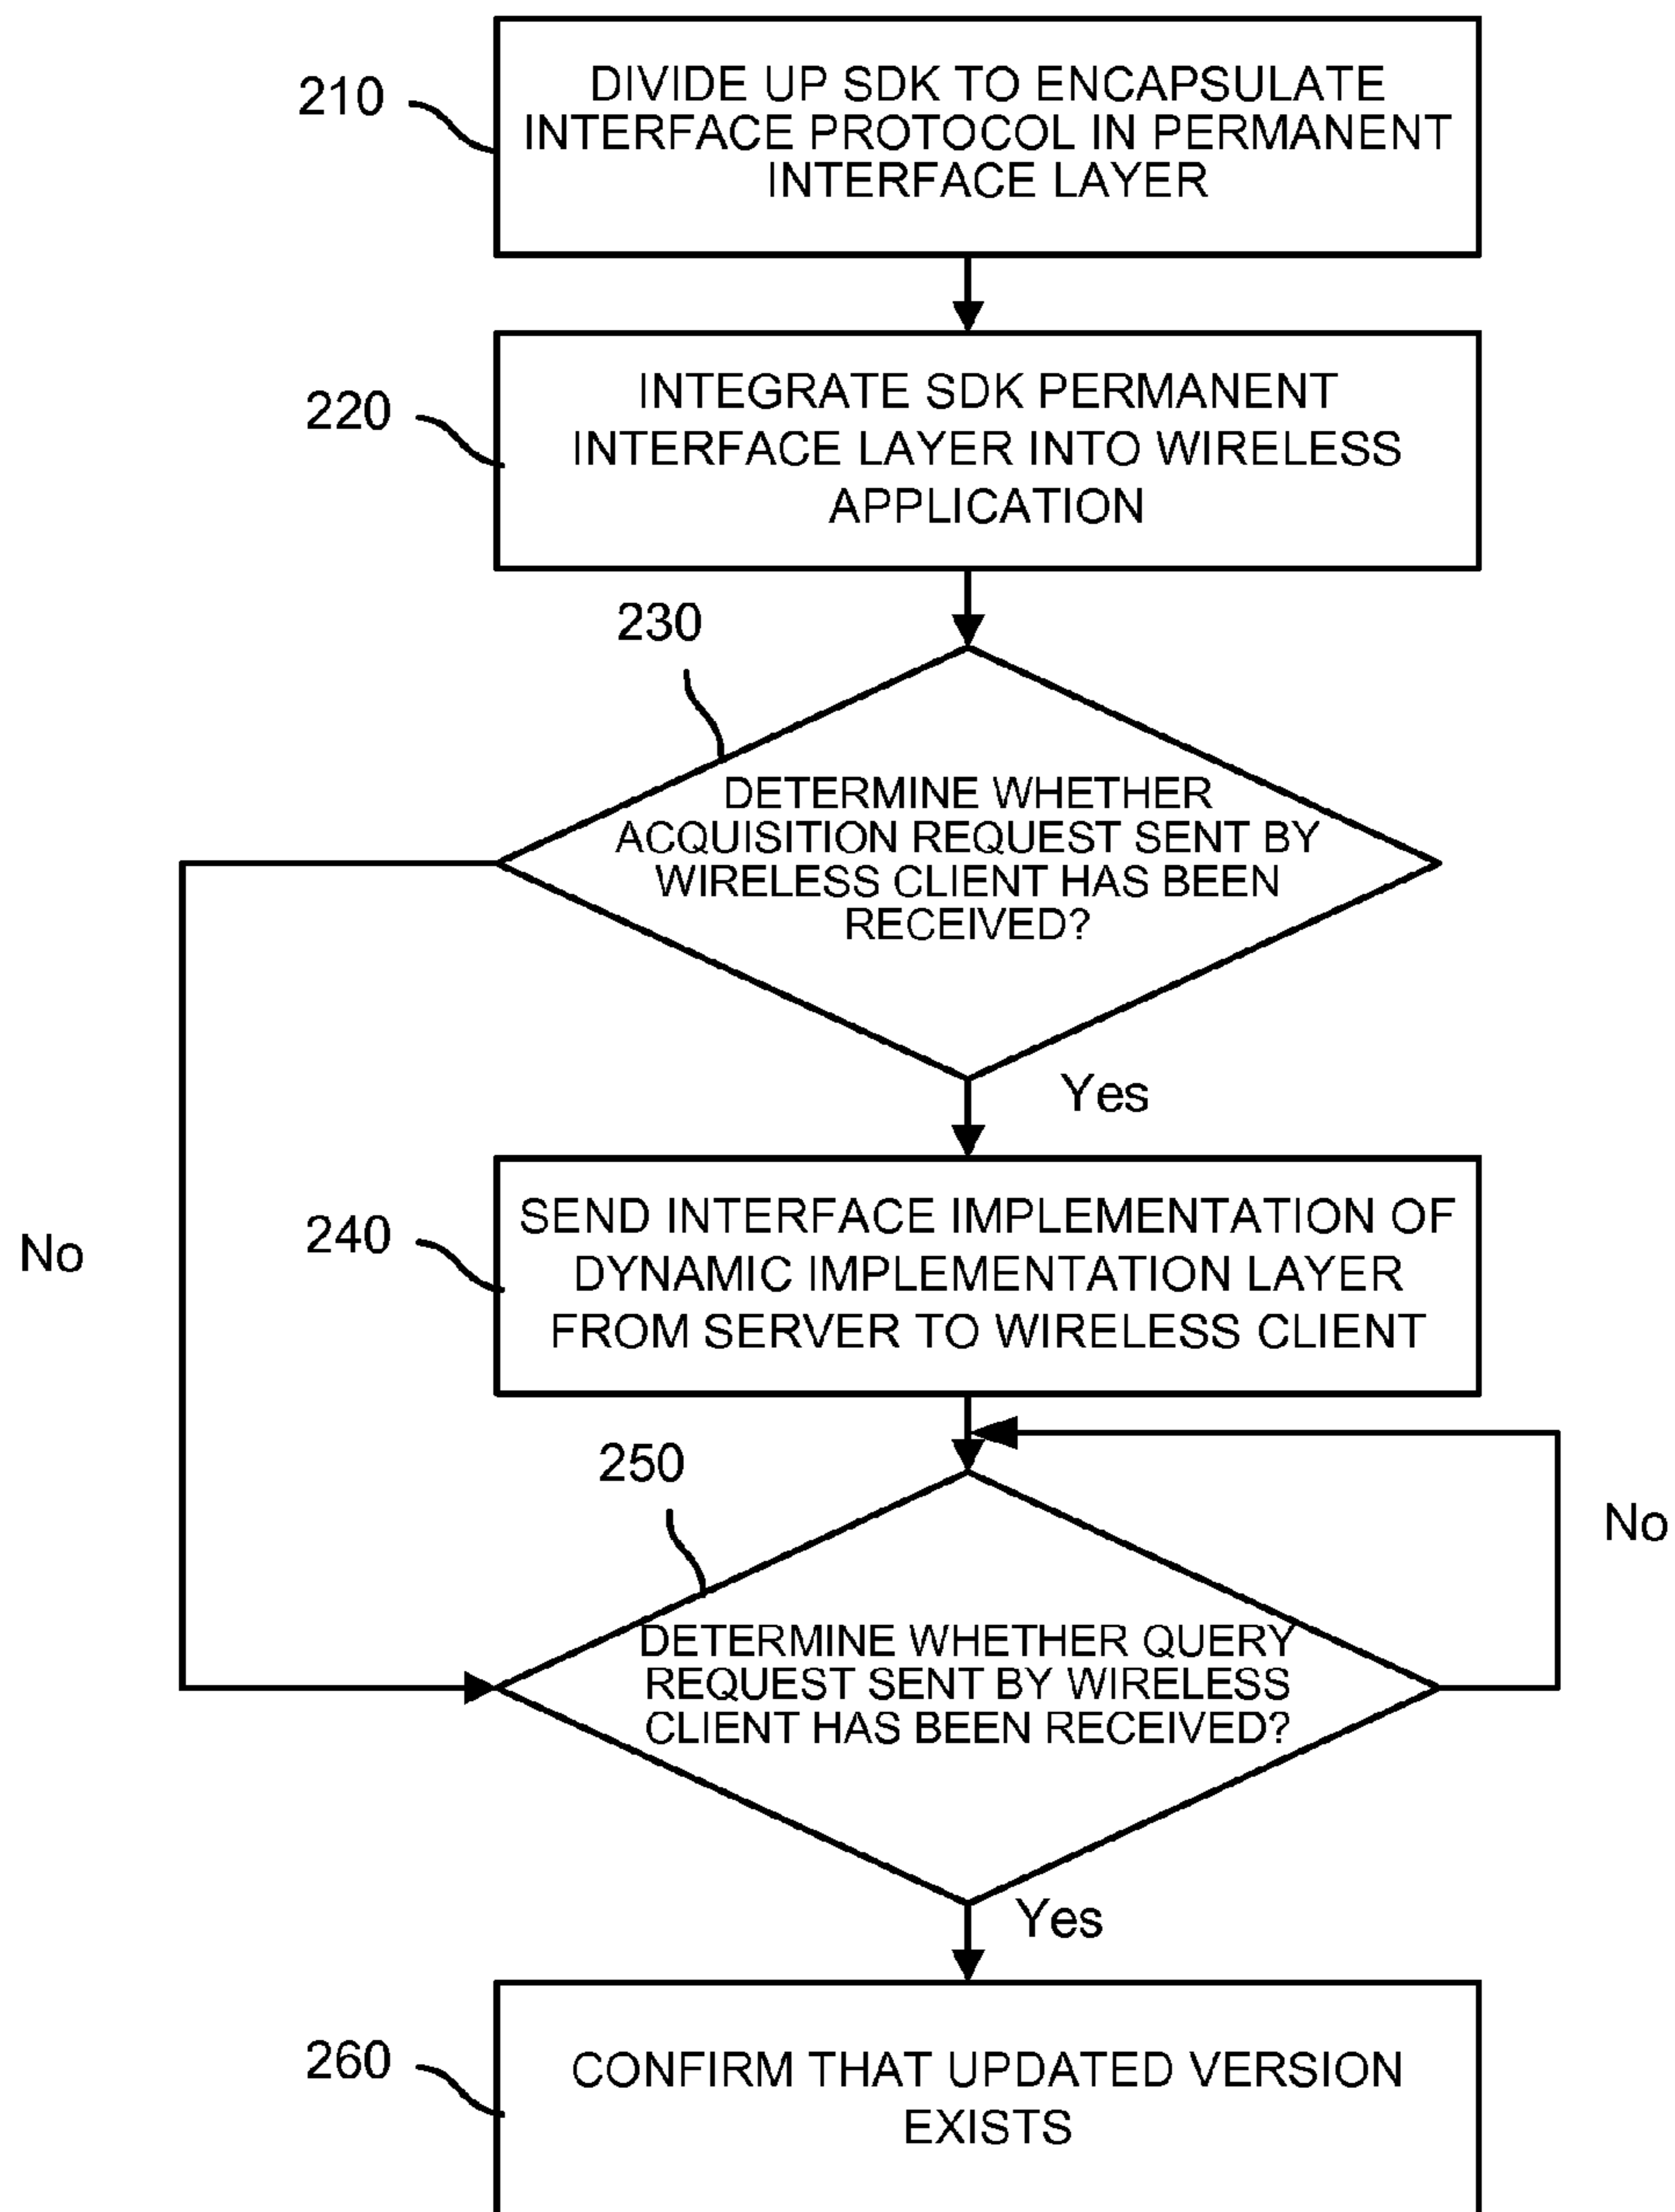 210
DIVIDE UP SDK TO ENCAPSULATE
INTERFACE PROTOCOL IN PERMANENT
INTERFACE LAYER
220
INTEGRATE SDK PERMANENT
INTERFACE LAYER INTO WIRELESS
APPLICATION
230
DETERMINE WHETHER
ACQUISITION REQUEST SENT BY
WIRELESS CLIENT HAS BEEN
RECEIVED?
Yes
No
240
SEND INTERFACE IMPLEMENTATION OF
DYNAMIC IMPLEMENTATION LAYER
FROM SERVER TO WIRELESS CLIENT
250
No
DETERMINE WHETHER QUERY
REQUEST SENT BY WIRELESS
CLIENT HAS BEEN RECEIVED?
Yes
260
CONFIRM THAT UPDATED VERSION
EXISTS